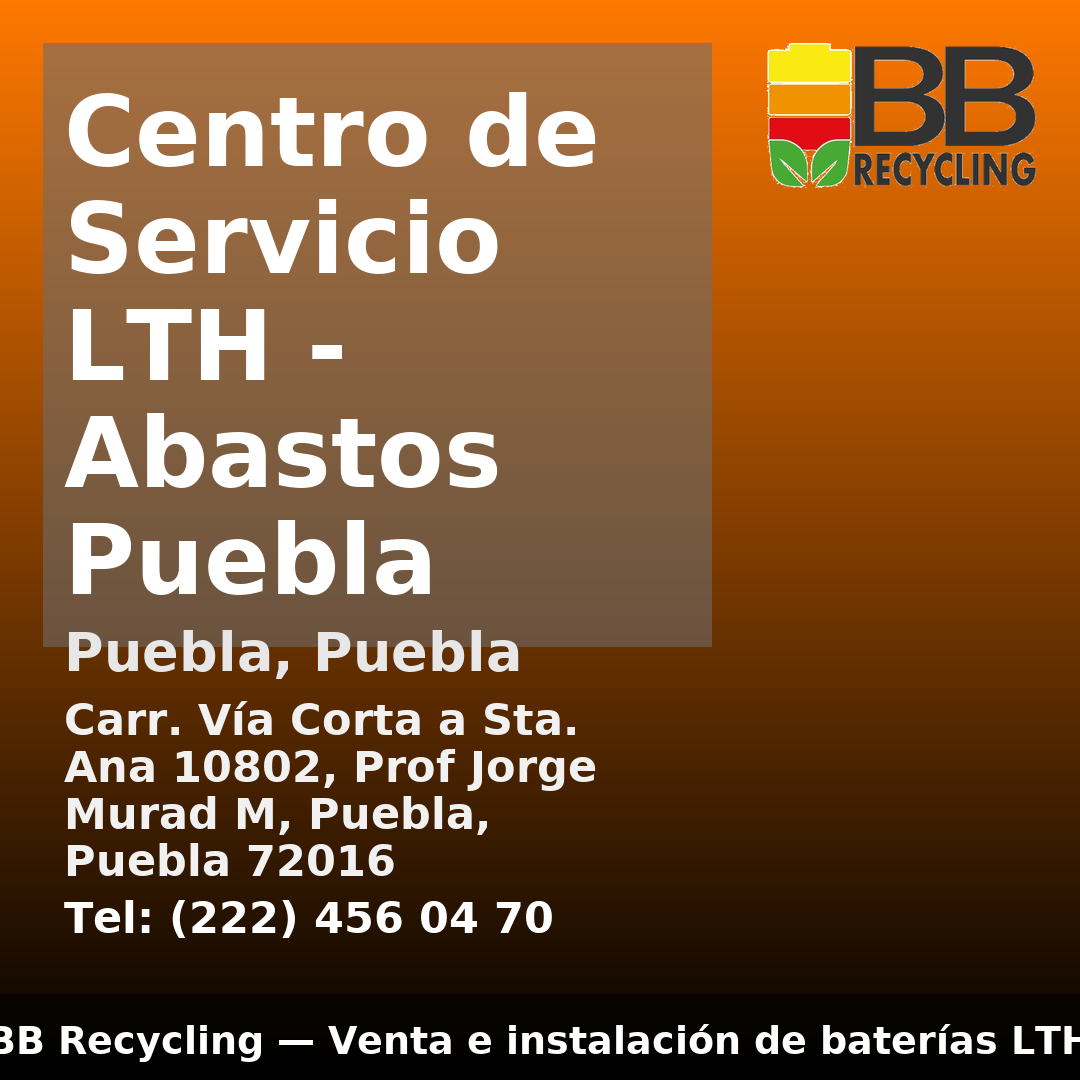 Centro de
Servicio
LTH -
Abastos
Puebla
Puebla, Puebla
Carr. Vía Corta a Sta.
Ana 10802, Prof Jorge
Murad M, Puebla,
Puebla 72016
Tel: (222) 456 04 70
BB
RECYCLING
BB Recycling — Venta e instalación de baterías LTH